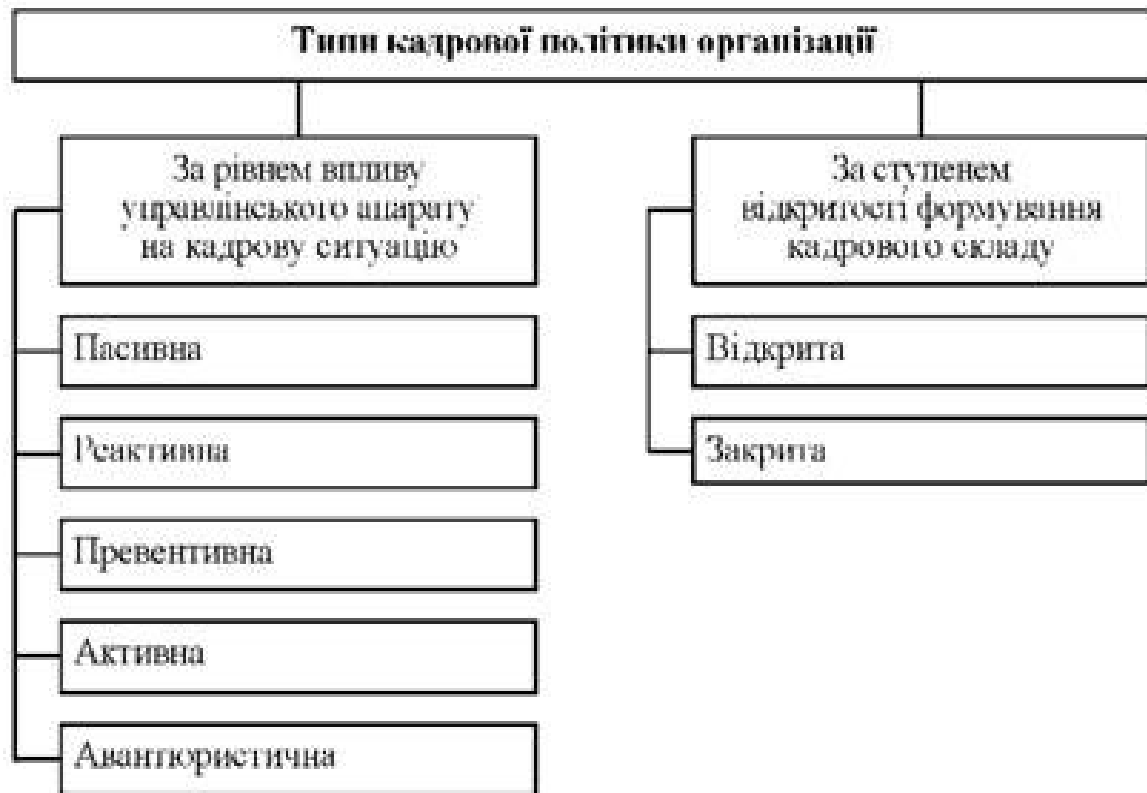 Типи кадрової політики організації
За рівнем впливу
управлінського апарату
на кадрову ситуацію
Пасивна
Реактивна
Превентивна
Активна
Авантюристична
За ступенем
відкритості формування
кадрового складу
Відкрита
Закрита